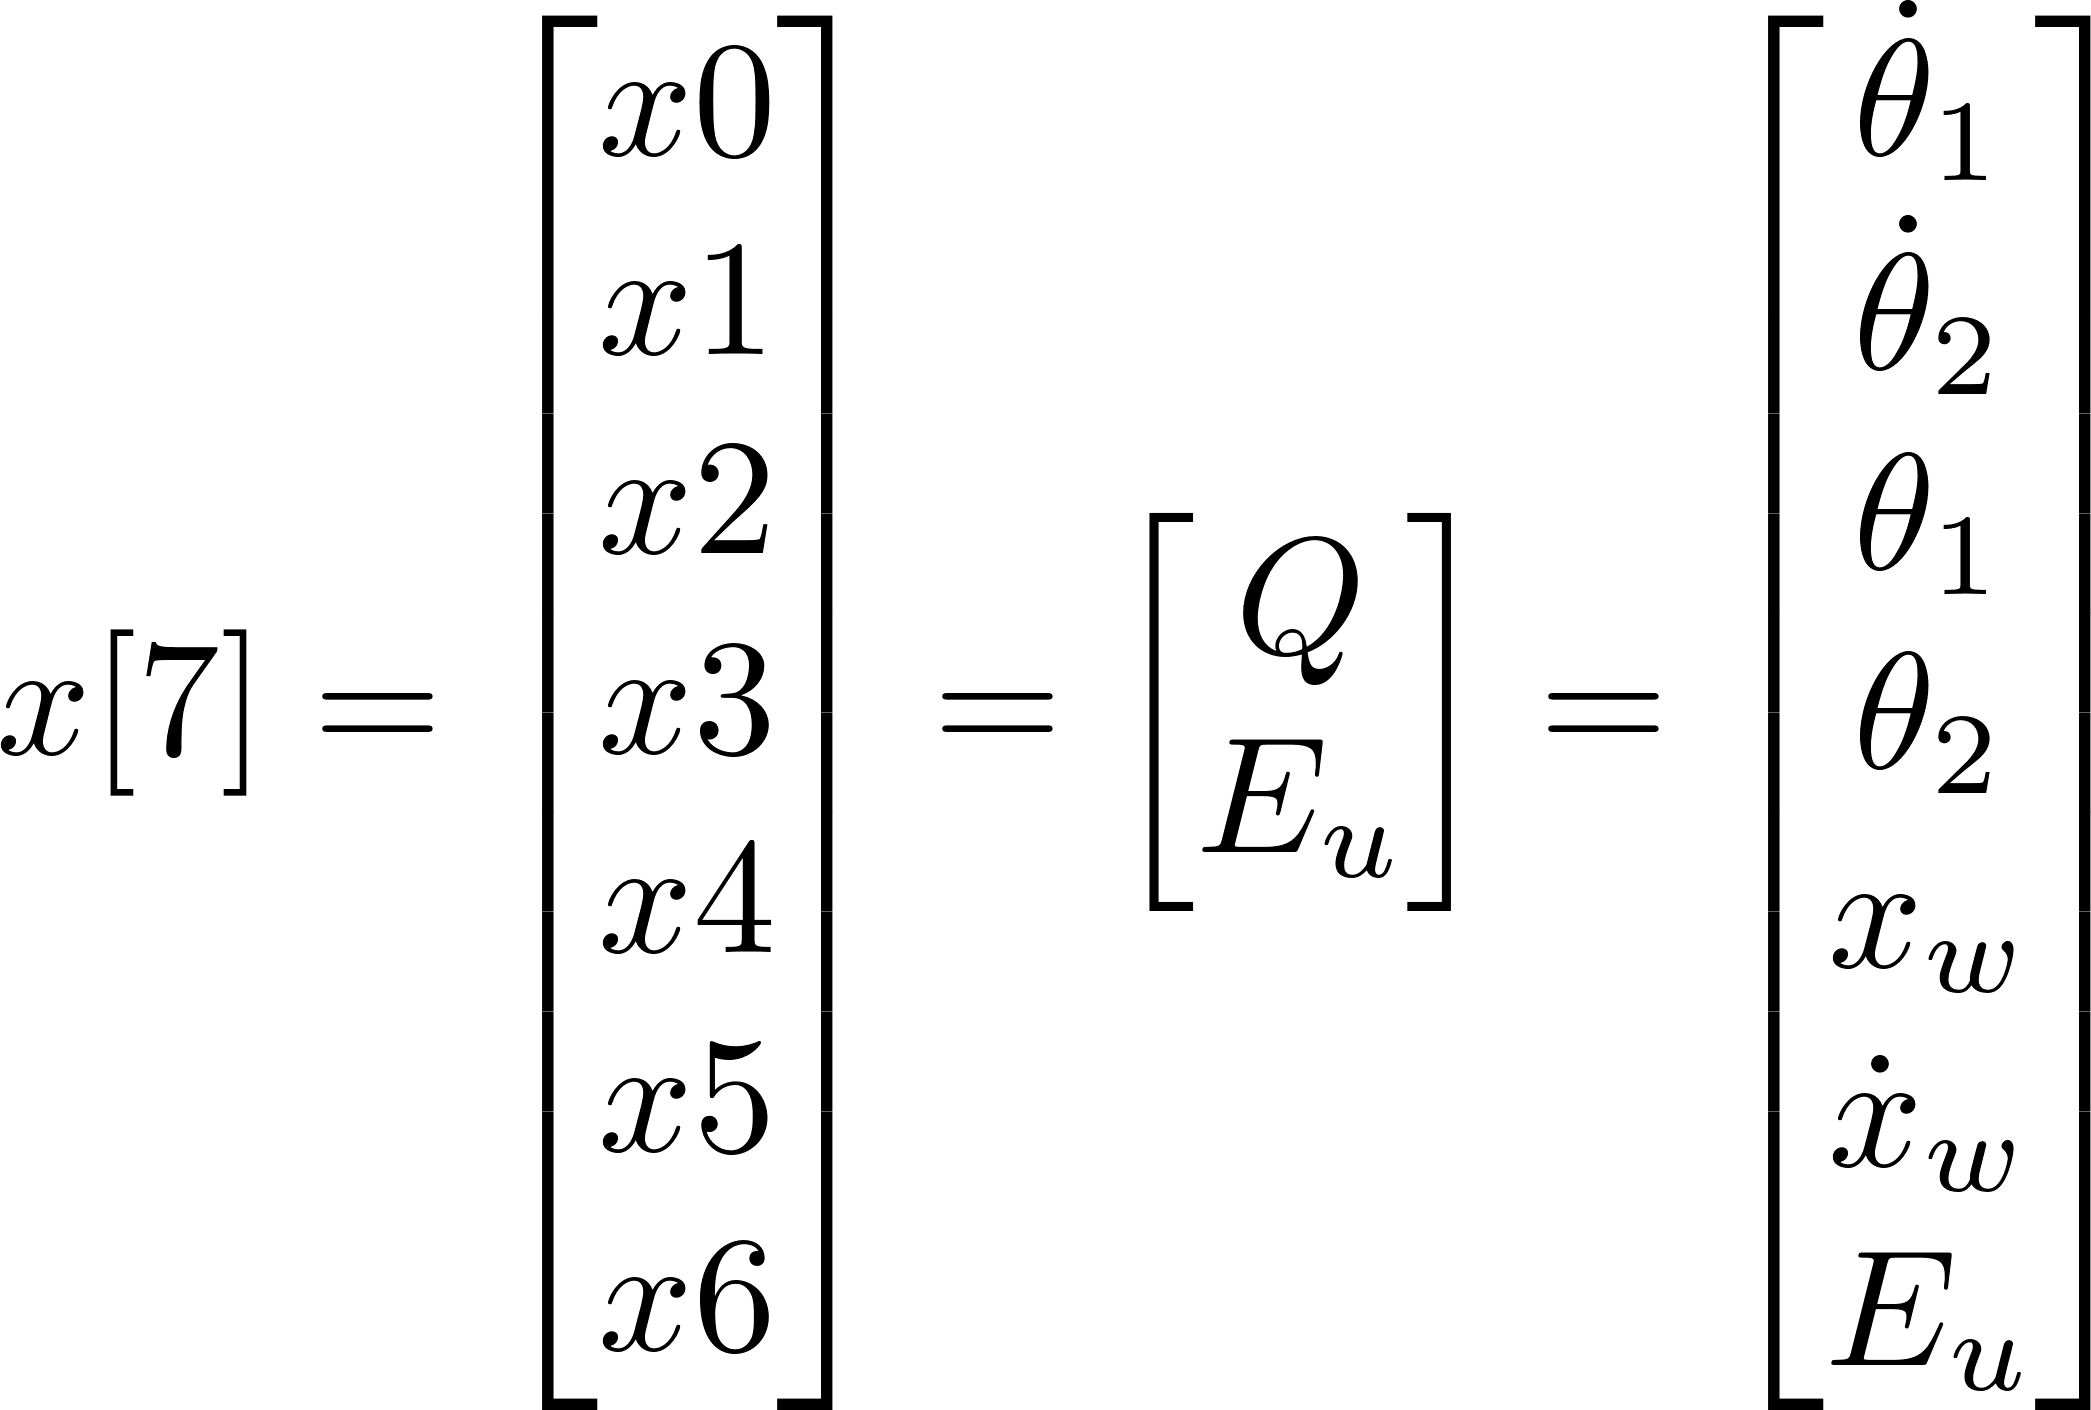 x[7] = [x0 x1 x2 x3 x4 x5 x6] = [Q E_u] = [θ̇_1 θ̇_2 θ_1 θ_2 x_w ẋ_w E_u]